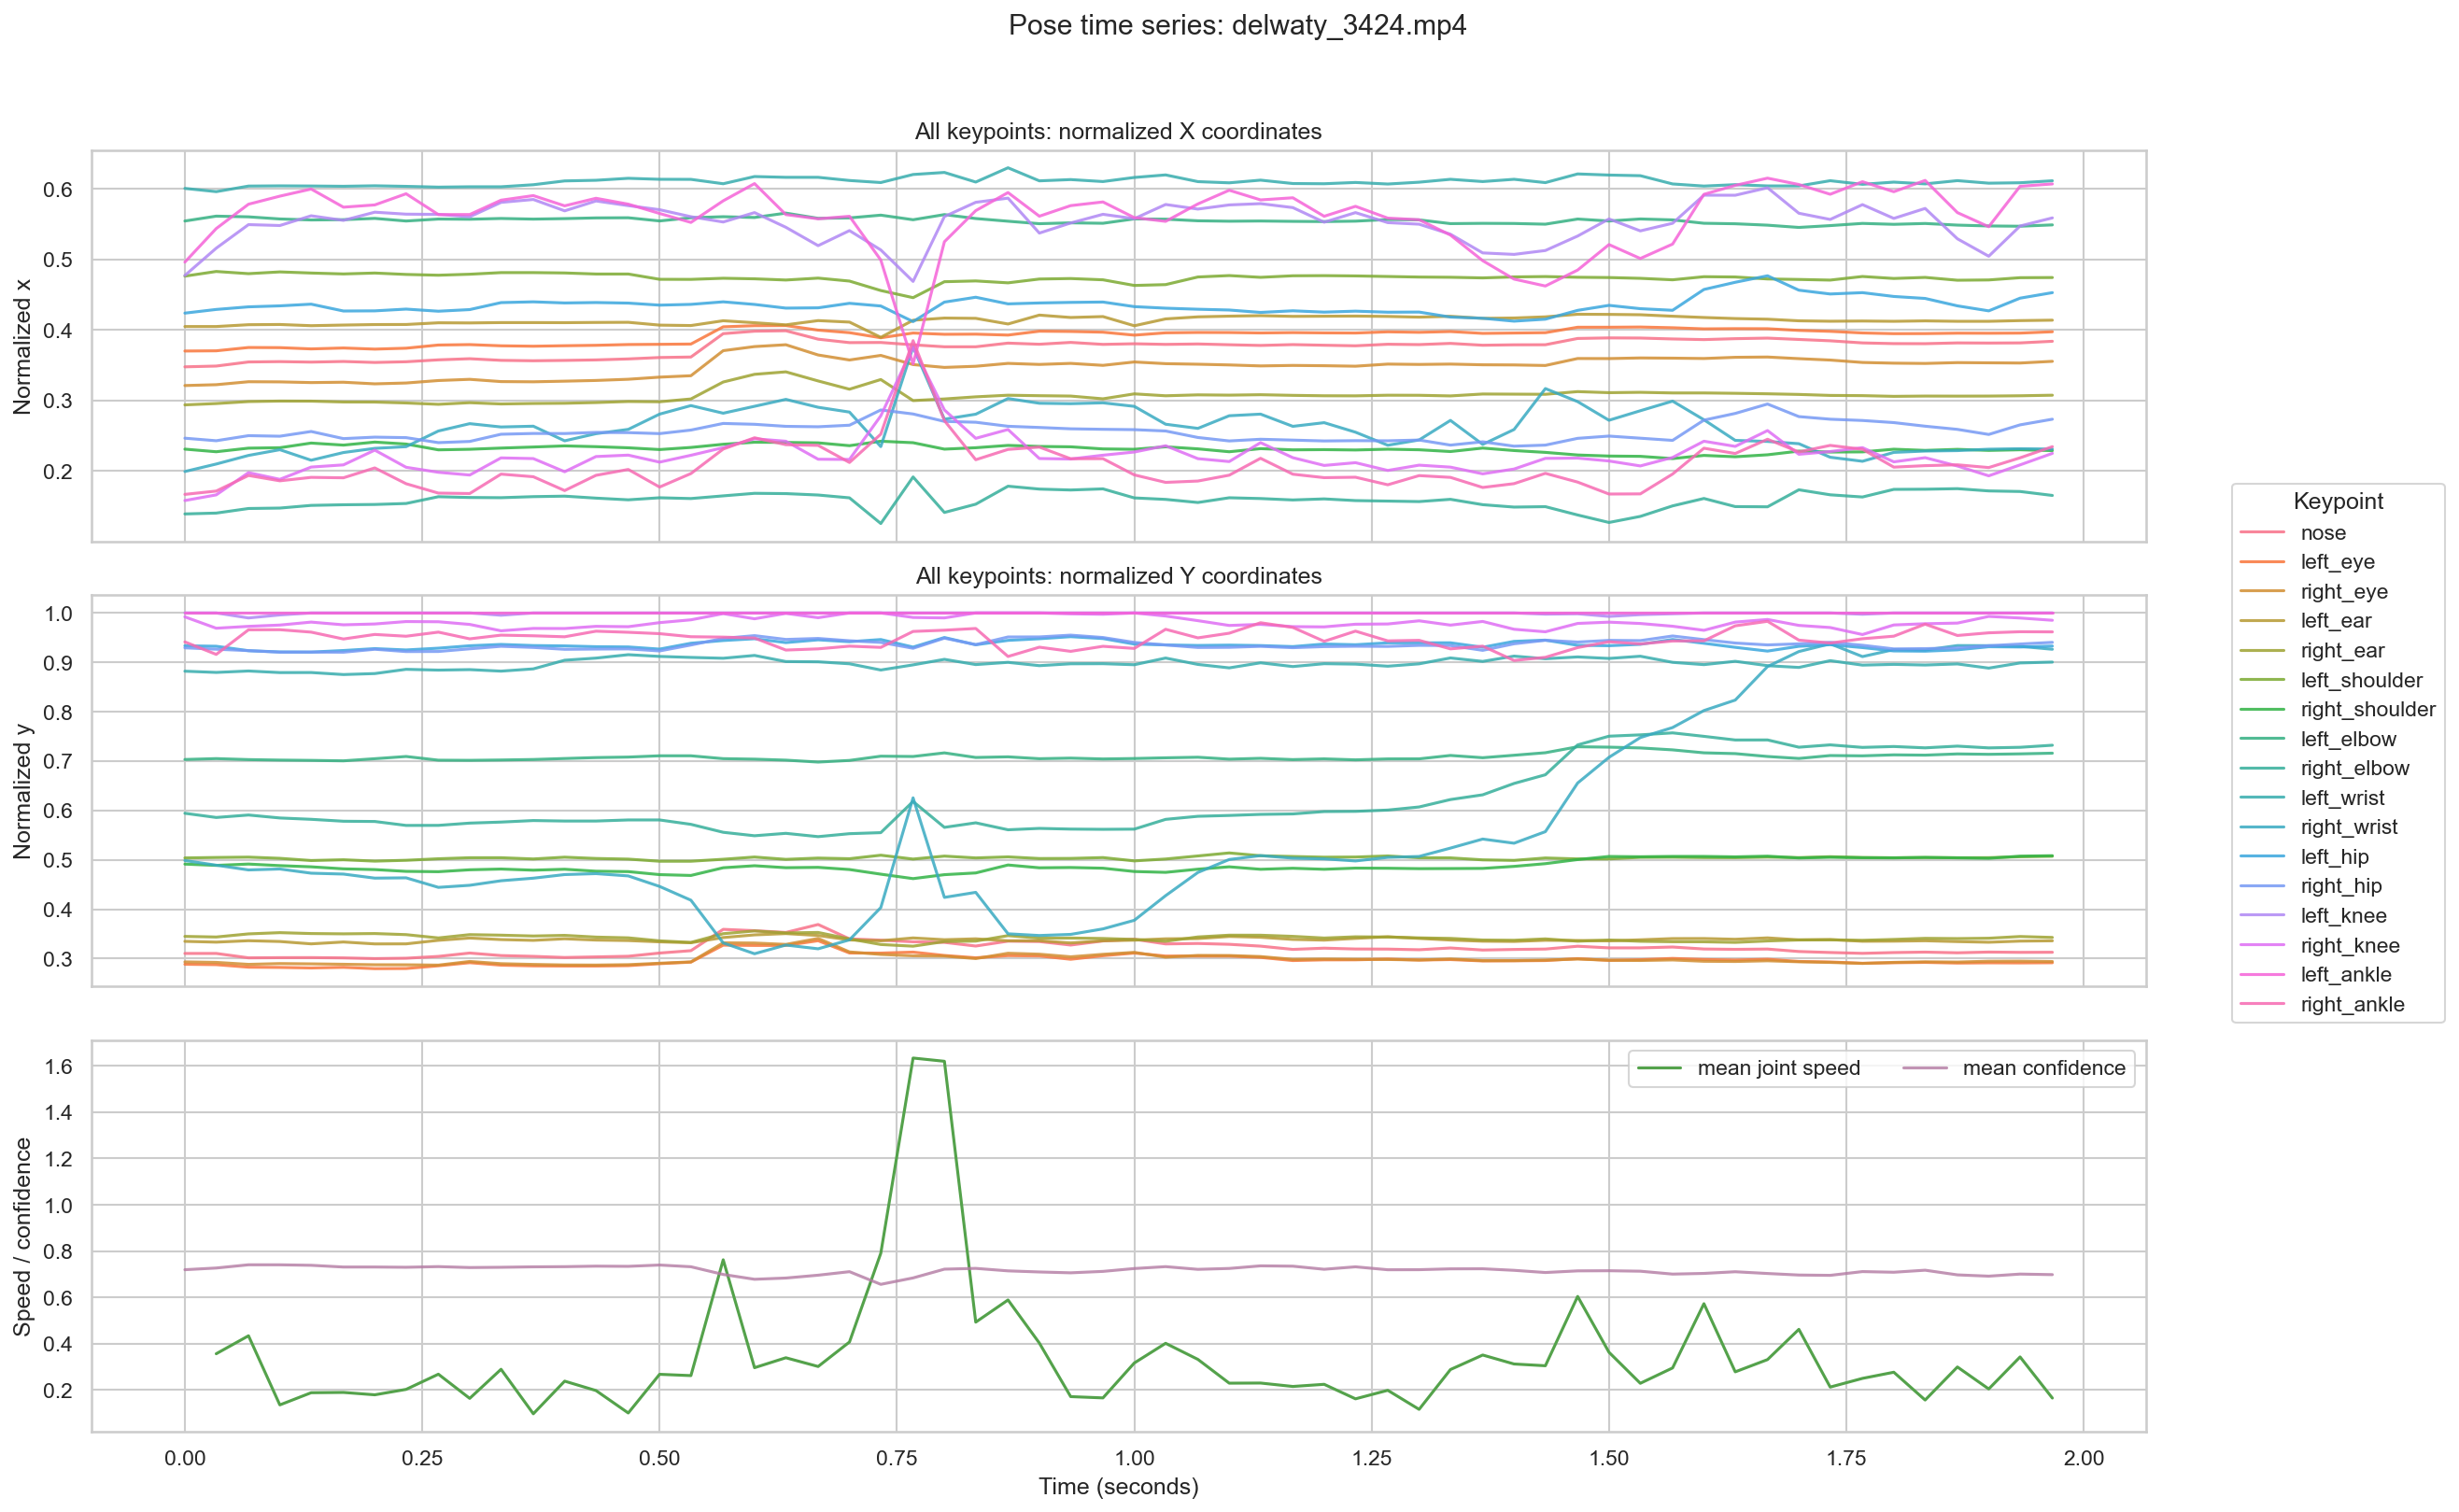 Pose time series: delwaty_3424.mp4
All keypoints: normalized X coordinates
Normalized x
0.6
0.5
0.4
0.3
0.2
All keypoints: normalized Y coordinates
Normalized y
1.0
0.9
0.8
0.7
0.6
0.5
0.4
0.3
Keypoint
nose
left_eye
right_eye
left_ear
right_ear
left_shoulder
right_shoulder
left_elbow
right_elbow
left_wrist
right_wrist
left_hip
right_hip
left_knee
right_knee
left_ankle
right_ankle
Speed / confidence
1.6
1.4
1.2
1.0
0.8
0.6
0.4
0.2
mean joint speed mean confidence
0.00 0.25 0.50 0.75 1.00 1.25 1.50 1.75 2.00
Time (seconds)